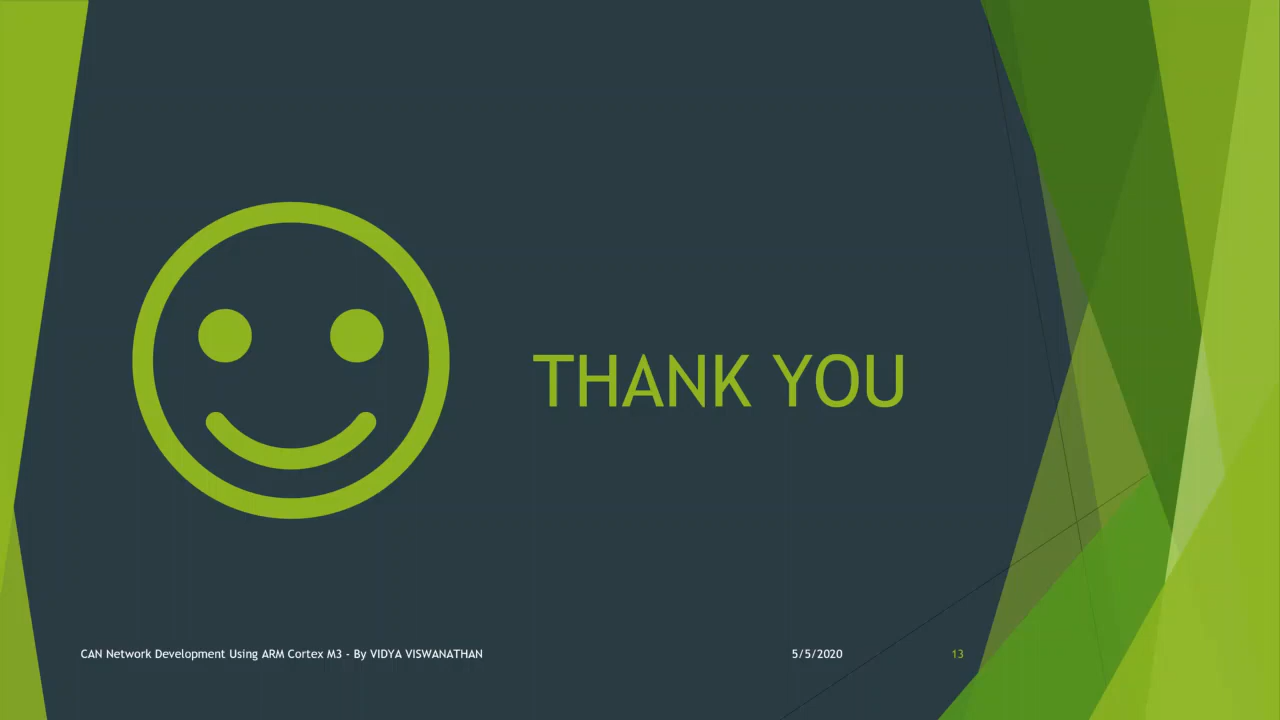 THANK YOU
CAN Network Development Using ARM Cortex M3 - By VIDYA VISWANATHAN
5/5/2020
13